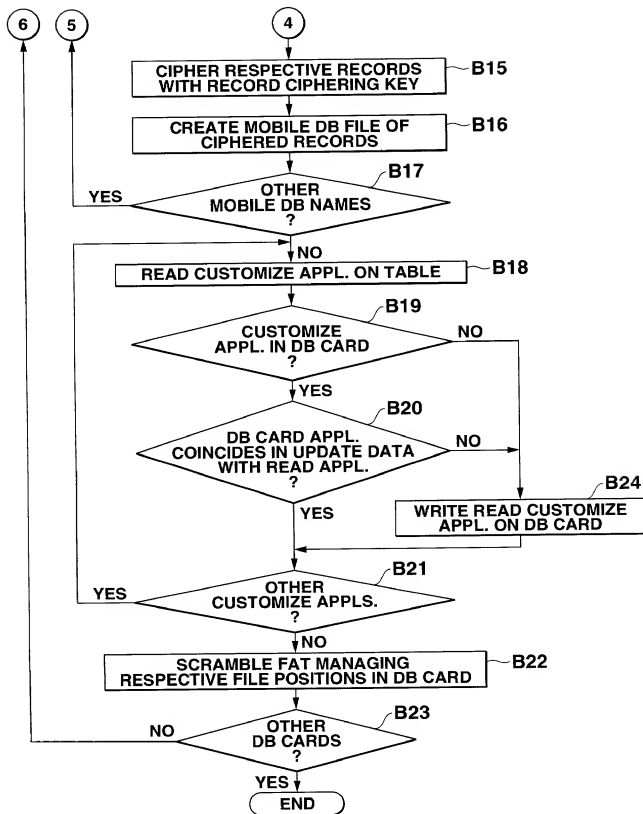 6
5
4
CIPHER RESPECTIVE RECORDS
WITH RECORD CIPHERING KEY
B15
CREATE MOBILE DB FILE OF
CIPHERED RECORDS
B16
B17
YES
OTHER
MOBILE DB NAMES
?
NO
READ CUSTOMIZE APPL. ON TABLE
B18
B19
CUSTOMIZE
APPL. IN DB CARD
?
NO
YES
B20
DB CARD APPL.
COINCIDES IN UPDATE DATA
WITH READ APPL.
?
NO
YES
B24
WRITE READ CUSTOMIZE
APPL. ON DB CARD
B21
YES
OTHER
CUSTOMIZE APPLS.
?
NO
SCRAMBLE FAT MANAGING
RESPECTIVE FILE POSITIONS IN DB CARD
B22
B23
NO
OTHER
DB CARDS
?
YES
END